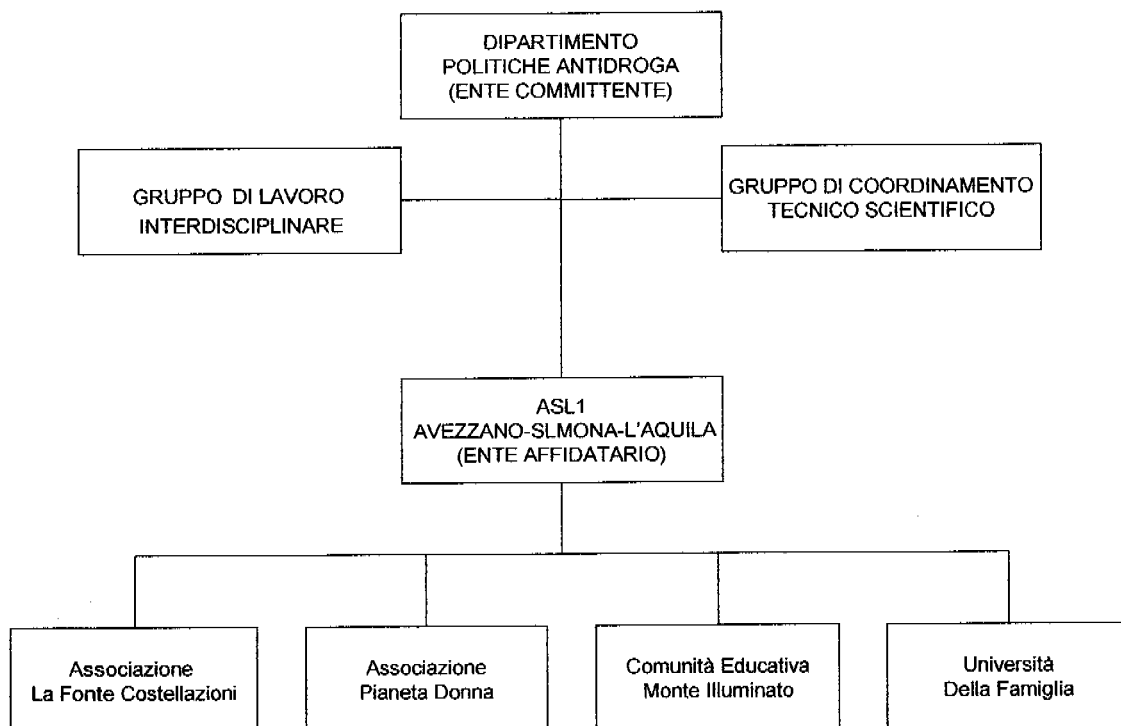 DIPARTIMENTO
POLITICHE ANTIDROGA
(ENTE COMMITTENTE)
GRUPPO DI LAVORO
INTERDISCIPLINARE
GRUPPO DI COORDINAMENTO
TECNICO SCIENTIFICO
ASL1
AVEZZANO-SLMONA-L'AQUILA
(ENTE AFFIDATARIO)
Associazione
La Fonte Costellazioni
Associazione
Pianeta Donna
Comunità Educativa
Monte Illuminato
Università
Della Famiglia